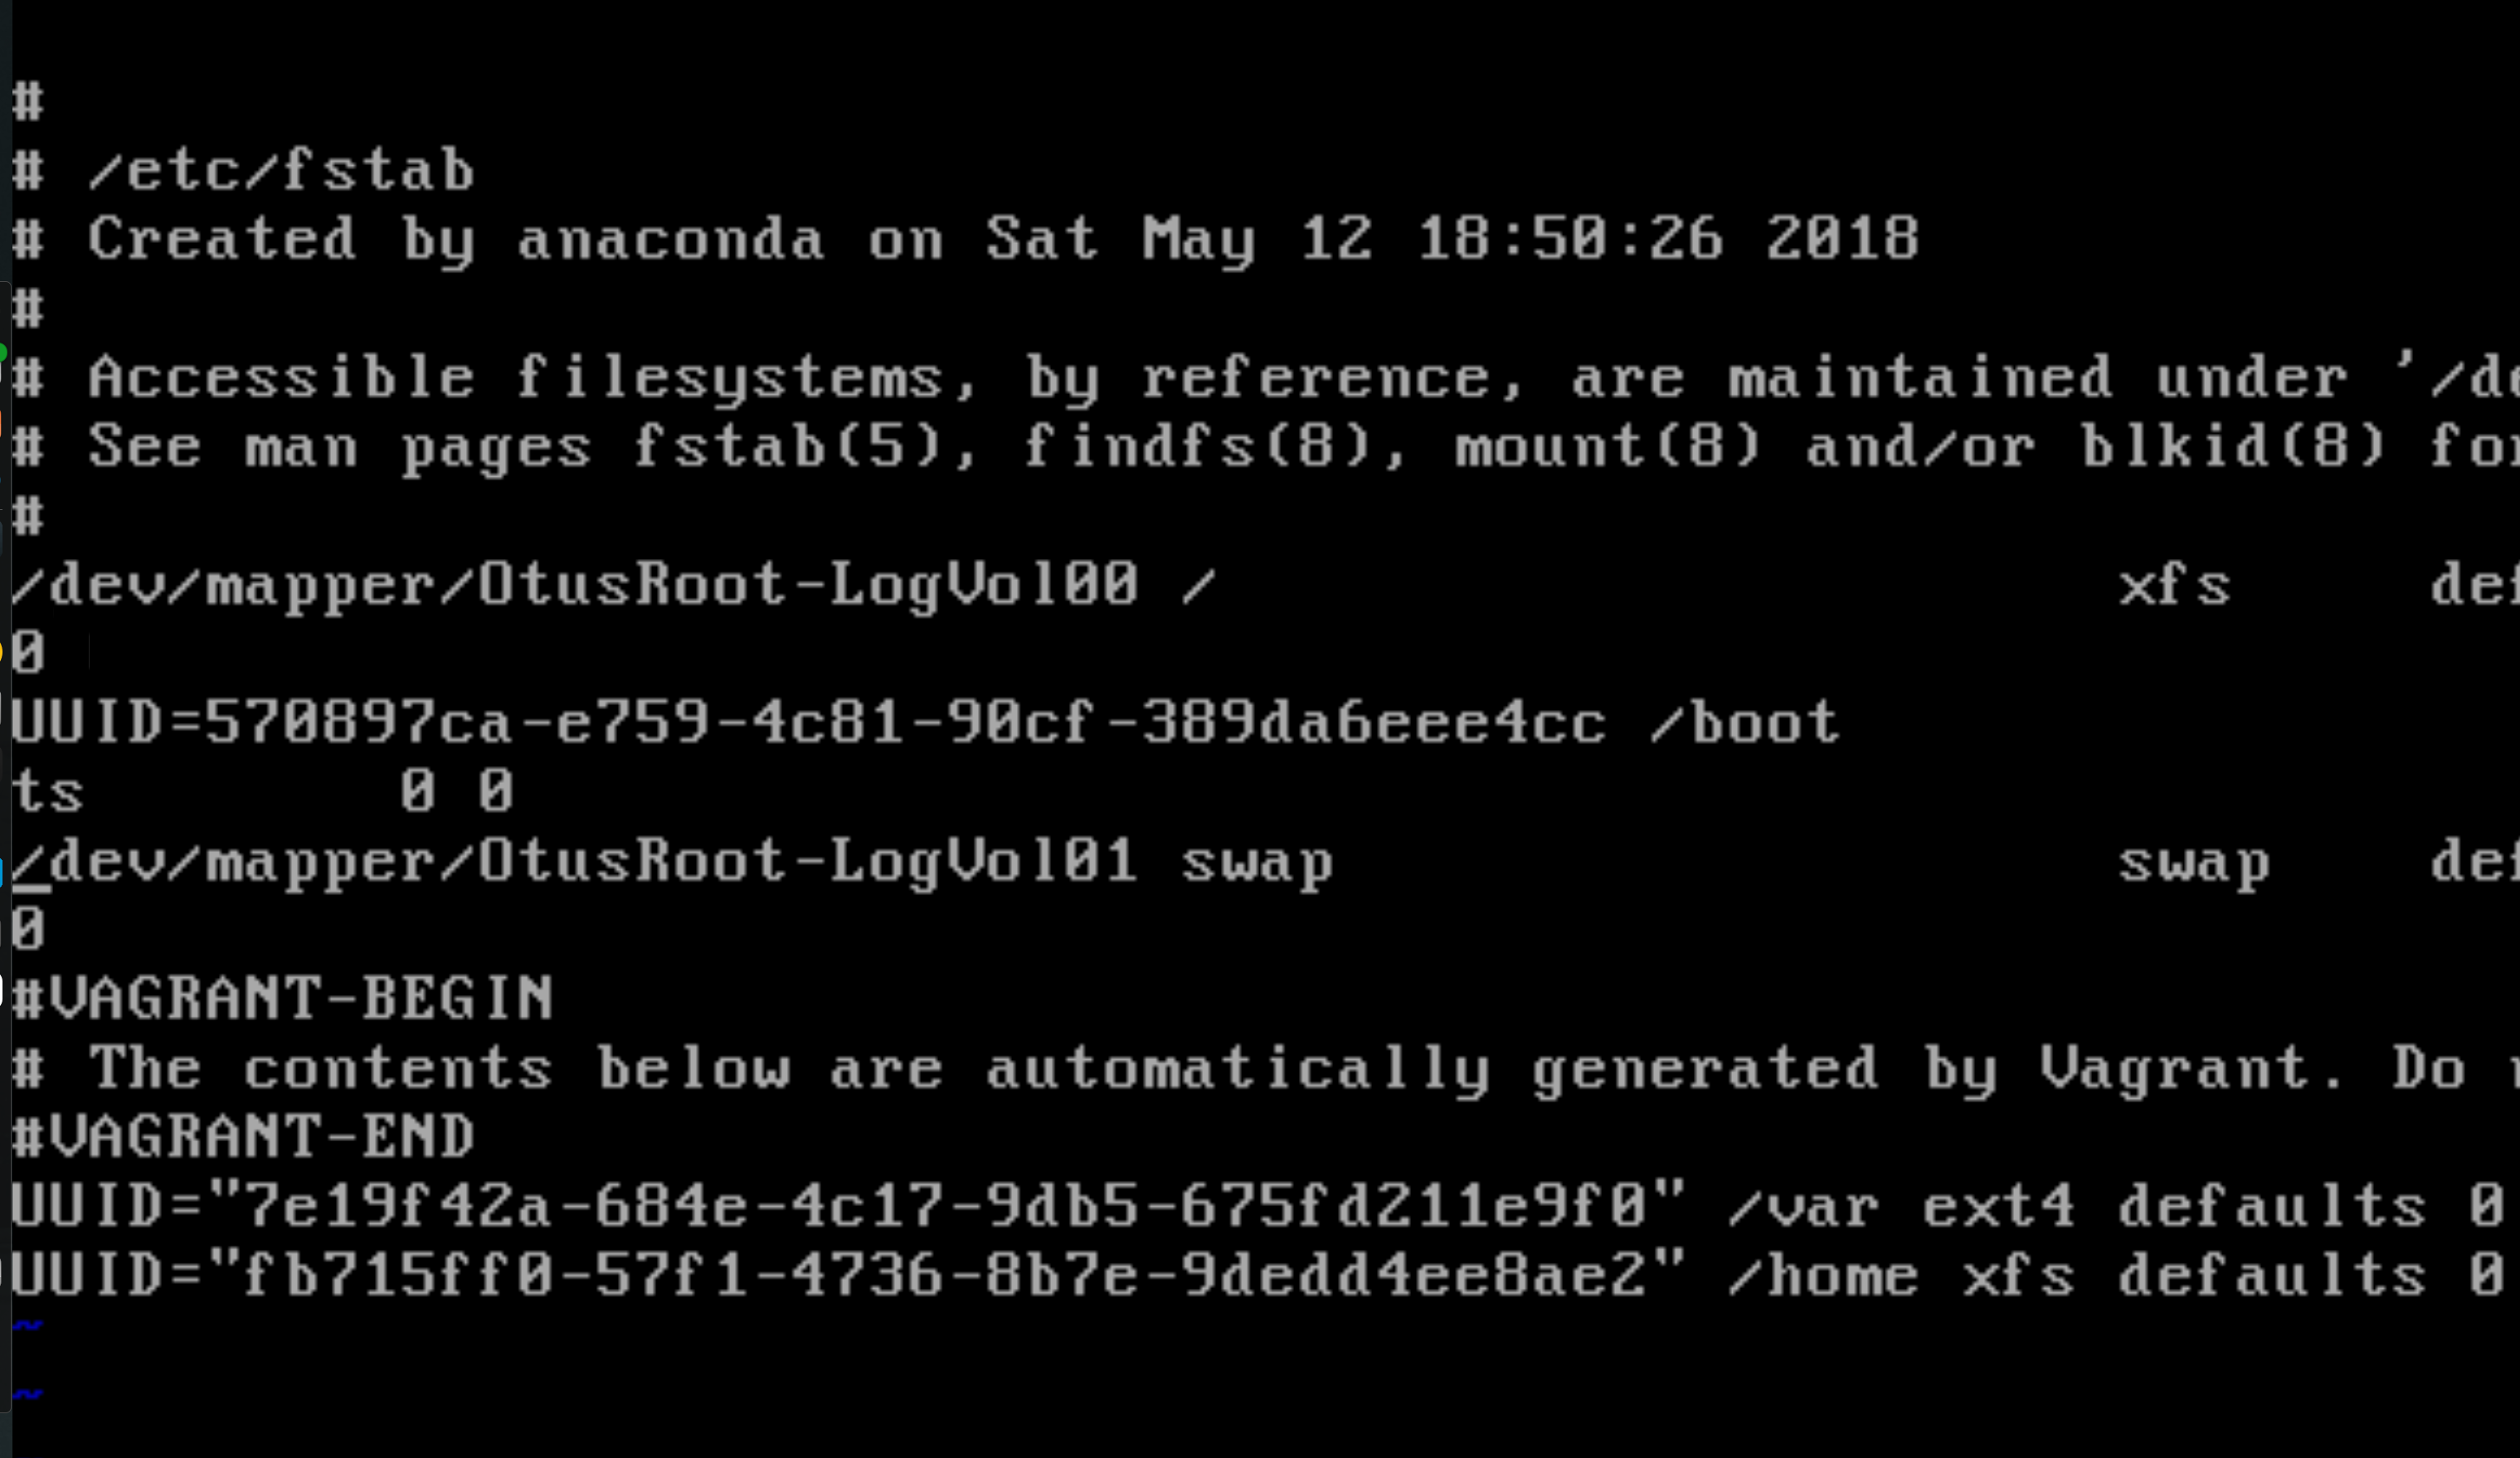 #
# /etc/fstab
# Created by anaconda on Sat May 12 18:50:26 2018
#
# Accessible filesystems, by reference, are maintained under '/de
# See man pages fstab(5), findfs(8), mount(8) and/or blkid(8) for
#
/dev/mapper/OtusRoot-LogVol00 / xfs def
0
UUID=570897ca-e759-4c81-90cf-389da6eee4cc /boot
ts 0 0
/dev/mapper/OtusRoot-LogVol01 swap swap def
0
#VAGRANT-BEGIN
# The contents below are automatically generated by Vagrant. Do
#VAGRANT-END
UUID="7e19f42a-684e-4c17-9db5-675fd211e9f0" /var ext4 defaults 0
UUID="fb715ff0-57f1-4736-8b7e-9dedd4ee8ae2" /home xfs defaults 0
~
~